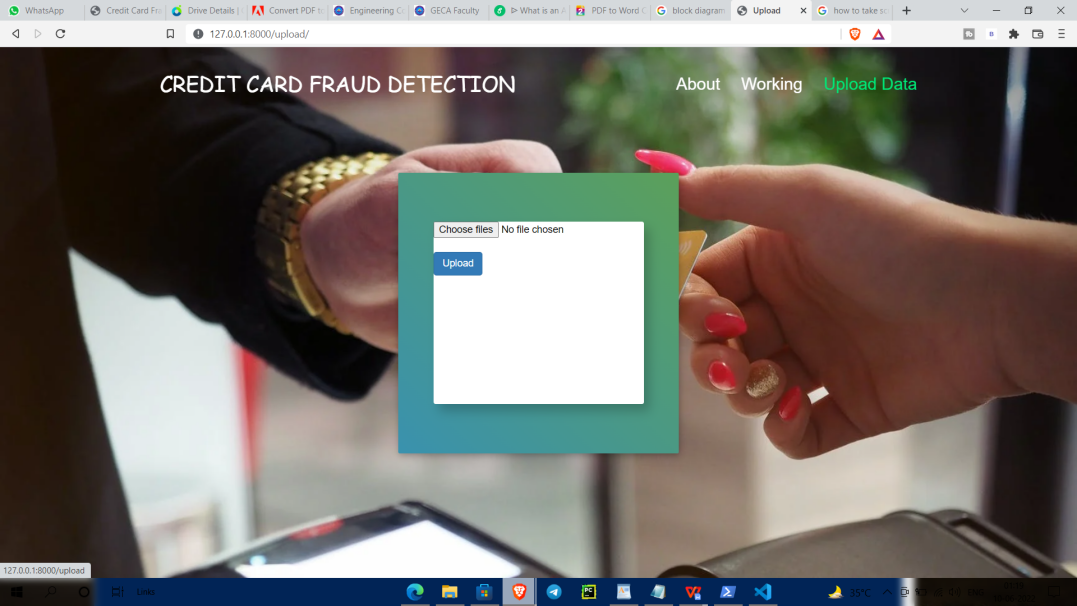 WhatsApp
Credit Card Fra
Drive Details |
Convert PDF to
Engineering Co
GECA Faculty
ᐅ What is an A
PDF to Word C
block diagram
Upload
how to take sc
127.0.0.1:8000/upload/
CREDIT CARD FRAUD DETECTION
About
Working
Upload Data
Choose files No file chosen
Upload
127.0.0.1:8000/upload
35°C